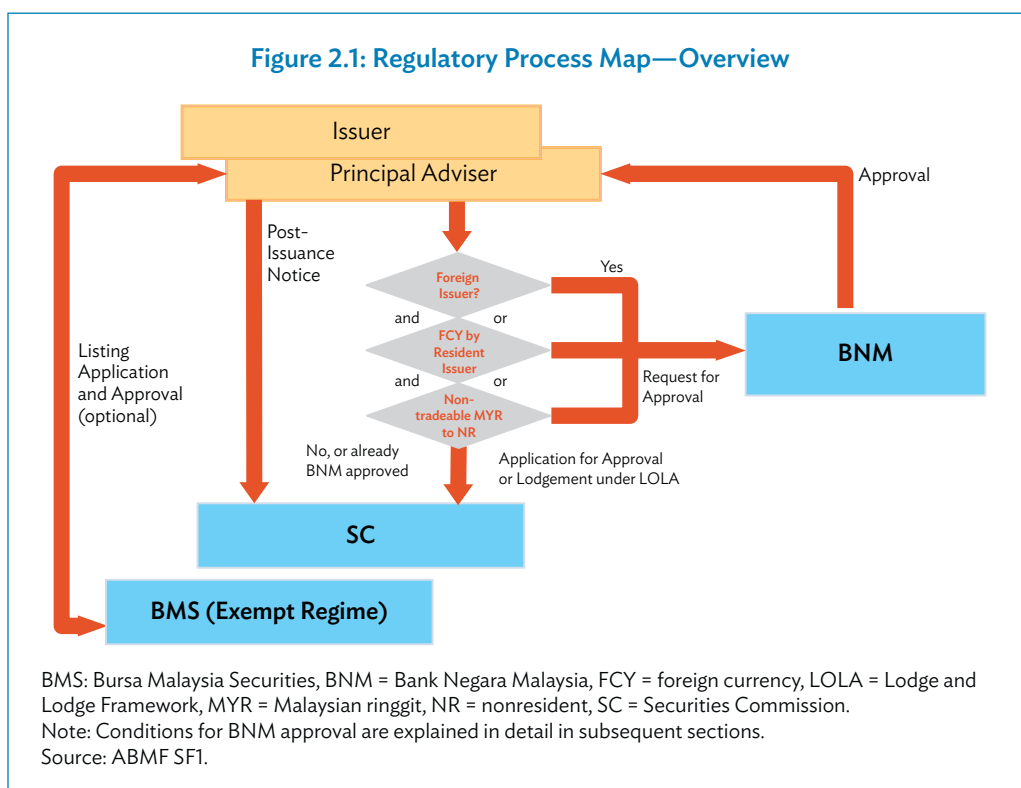 Figure 2.1: Regulatory Process Map—Overview
Issuer
Principal Adviser
Approval
Post-
Issuance
Notice
Foreign
Issuer?
Yes
and
or
FCY by
Resident
Issuer
BNM
Listing
Application
and Approval
(optional)
and
or
Request for
Approval
Non-
tradeable MYR
to NR
No, or already
BNM approved
Application for Approval
or Lodgement under LOLA
SC
BMS (Exempt Regime)
BMS: Bursa Malaysia Securities, BNM = Bank Negara Malaysia, FCY = foreign currency, LOLA = Lodge and
Lodge Framework, MYR = Malaysian ringgit, NR = nonresident, SC = Securities Commission.
Note: Conditions for BNM approval are explained in detail in subsequent sections.
Source: ABMF SF1.